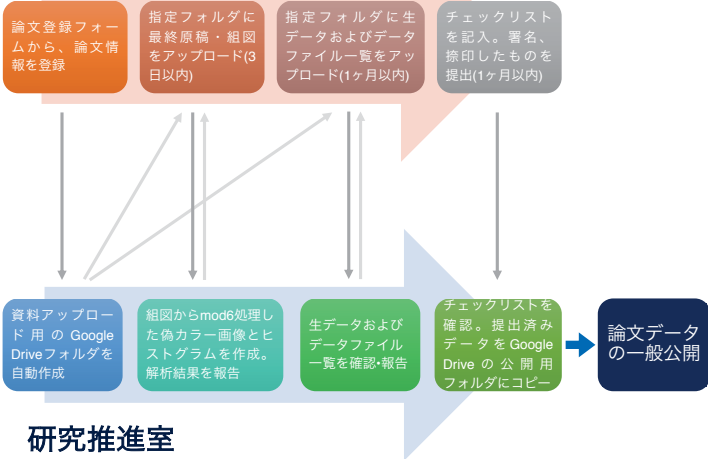 論文登録フォー
ムから、論文情
報を登録
指定フォルダに
最終原稿・組図
をアップロード(3
日以内)
指定フォルダに生
データおよびデータ
ファイル一覧をアッ
プロード(1ヶ月以内)
チェックリスト
を記入。署名、
捺印したものを
提出(1ヶ月以内)
資料アップロー
ド用のGoogle
Driveフォルダを
自動作成
組図からmod6処理し
た偽カラー画像とヒ
ストグラムを作成。
解析結果を報告
生データおよび
データファイル
一覧を確認・報告
チェックリストを
確認。提出済み
データをGoogle
Driveの公開用
フォルダにコピー
論文データ
の一般公開
研究推進室